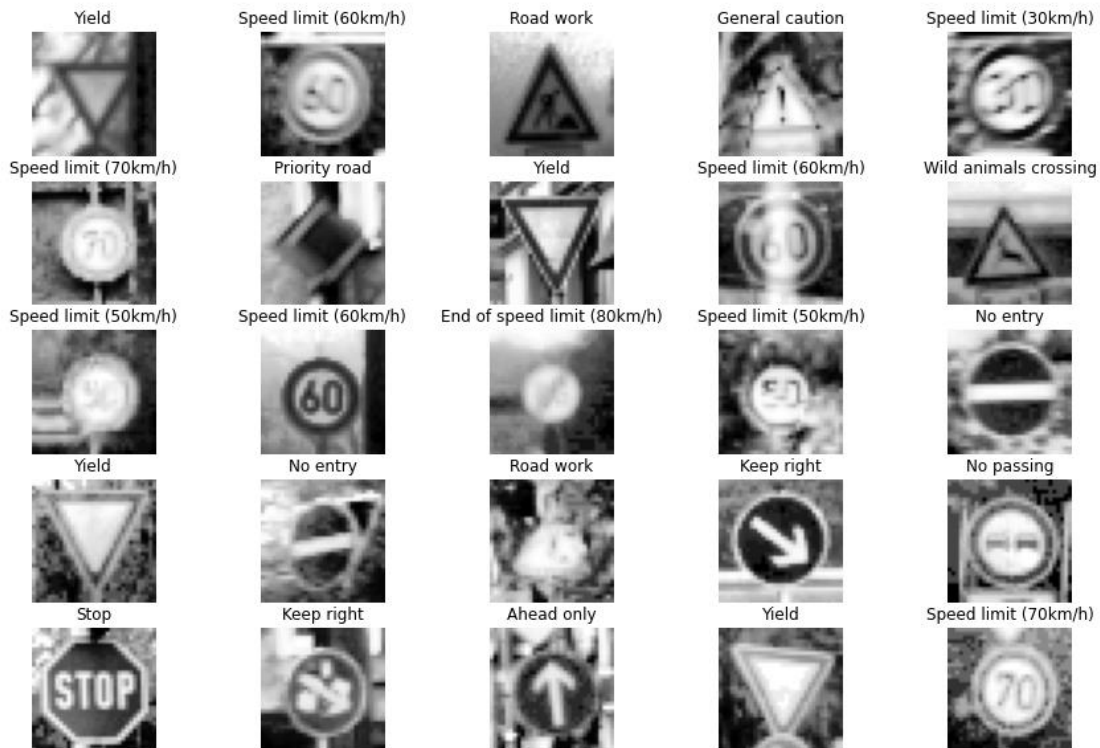 Yield Speed limit (60km/h) Road work General caution Speed limit (30km/h)
! 30
Speed limit (70km/h) Priority road Yield Speed limit (60km/h) Wild animals crossing
70 60
Speed limit (50km/h) Speed limit (60km/h) End of speed limit (80km/h) Speed limit (50km/h) No entry
60 50
Yield No entry Road work Keep right No passing
Stop Keep right Ahead only Yield Speed limit (70km/h)
STOP 70